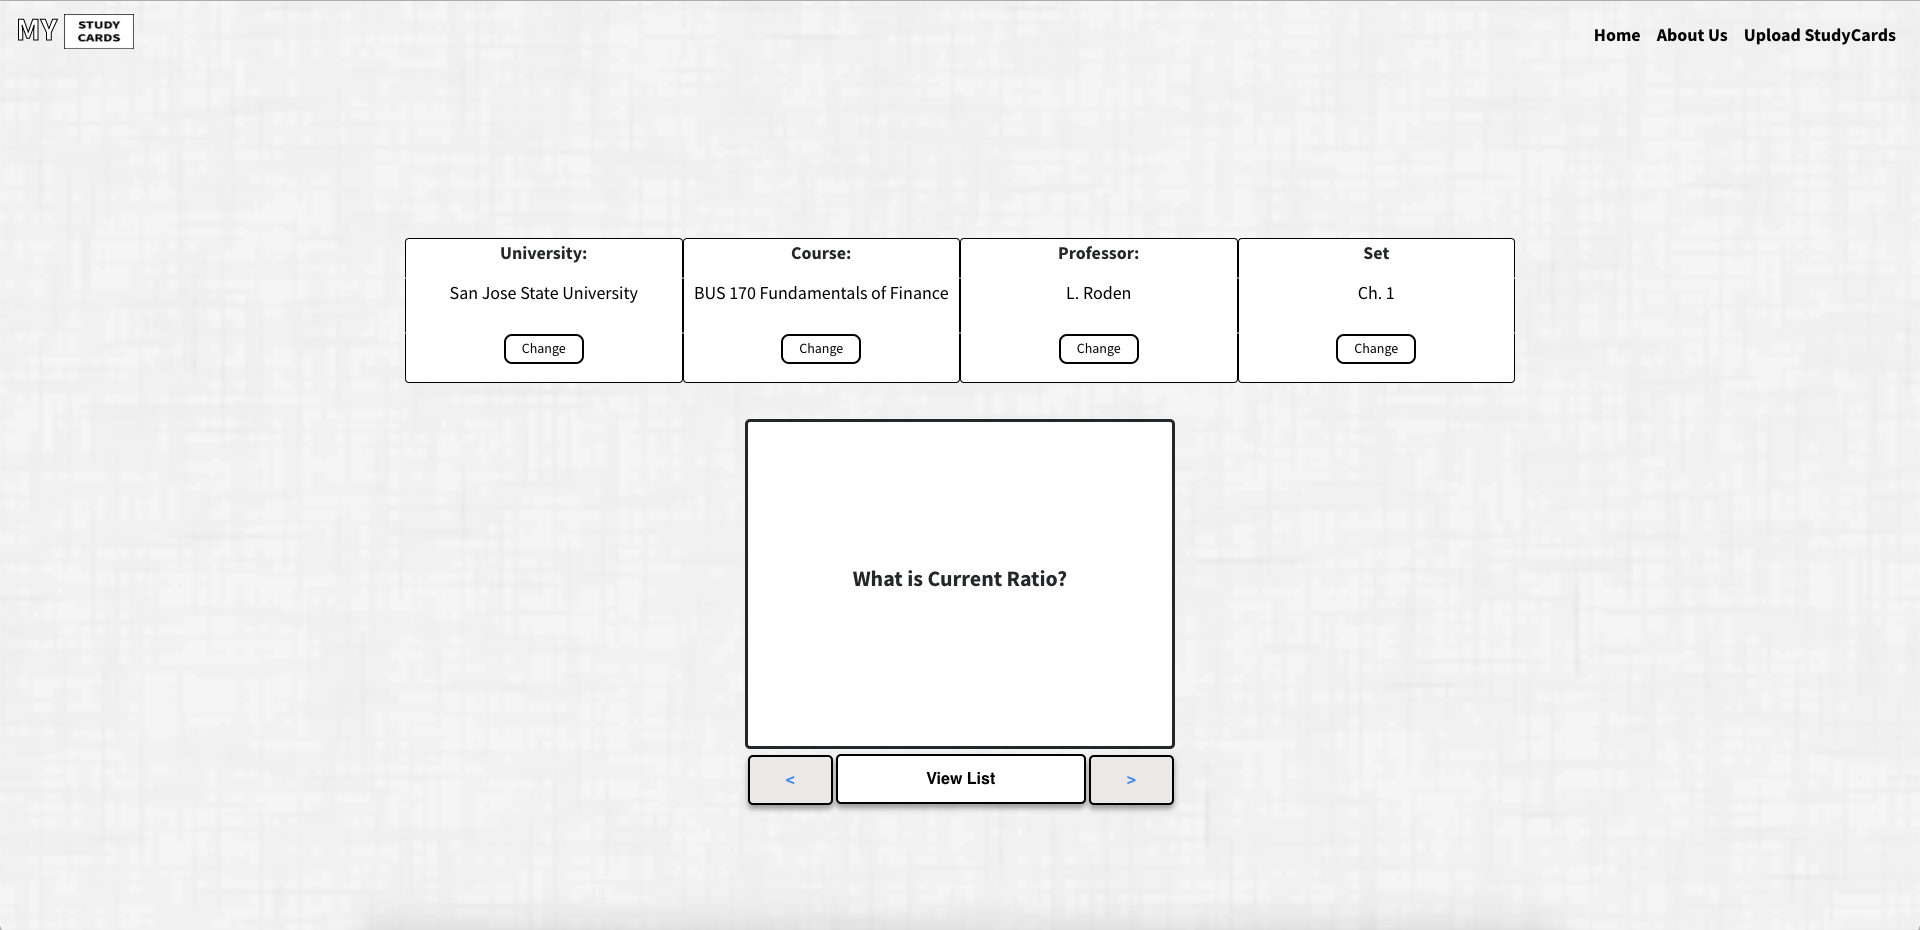 MY STUDY
CARDS
Home About Us Upload StudyCards
University: Course: Professor: Set
San Jose State University BUS 170 Fundamentals of Finance L. Roden Ch. 1
Change Change Change Change
What is Current Ratio?
< View List >